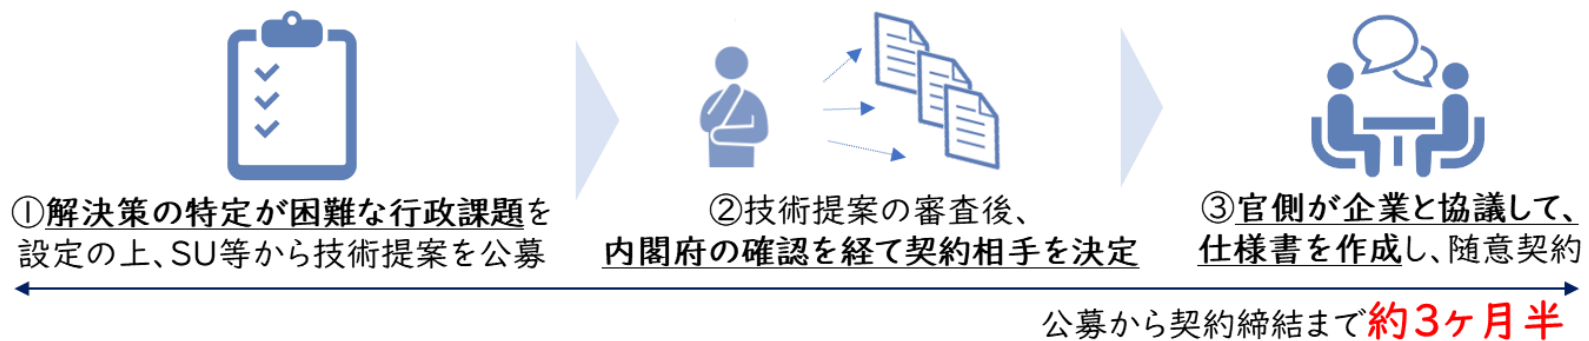 ①解決策の特定が困難な行政課題を
設定の上、SU等から技術提案を公募
②技術提案の審査後、
内閣府の確認を経て契約相手を決定
③官側が企業と協議して、
仕様書を作成し、随意契約
公募から契約締結まで約3ヶ月半